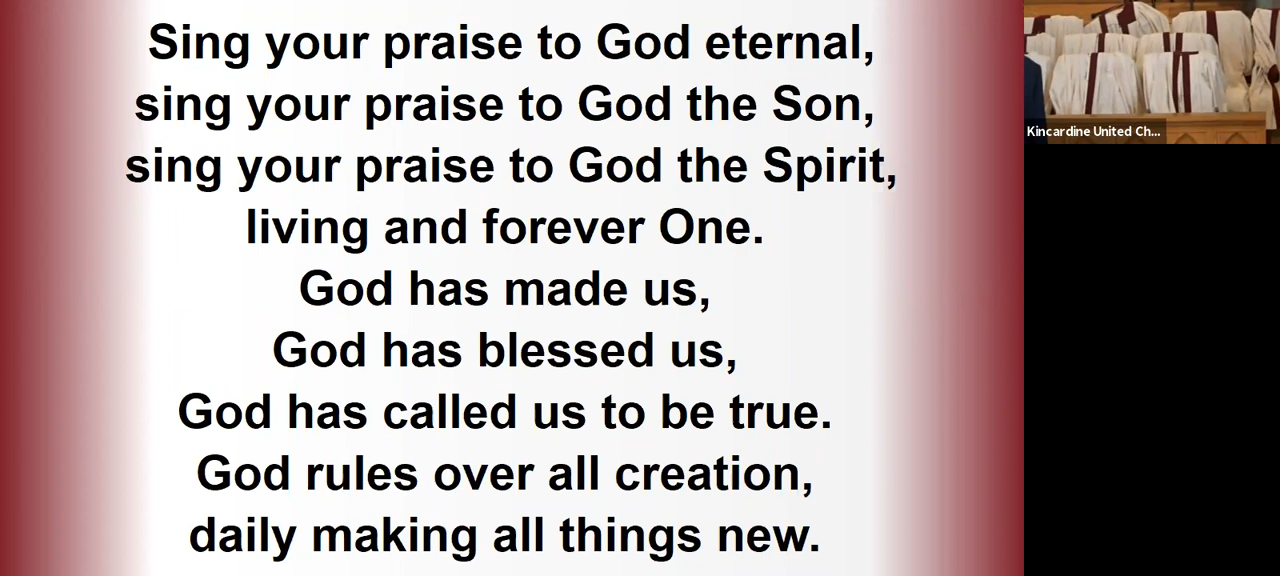 Sing your praise to God eternal,
sing your praise to God the Son,
sing your praise to God the Spirit,
living and forever One.
God has made us,
God has blessed us,
God has called us to be true.
God rules over all creation,
daily making all things new.
Kincardine United Ch...